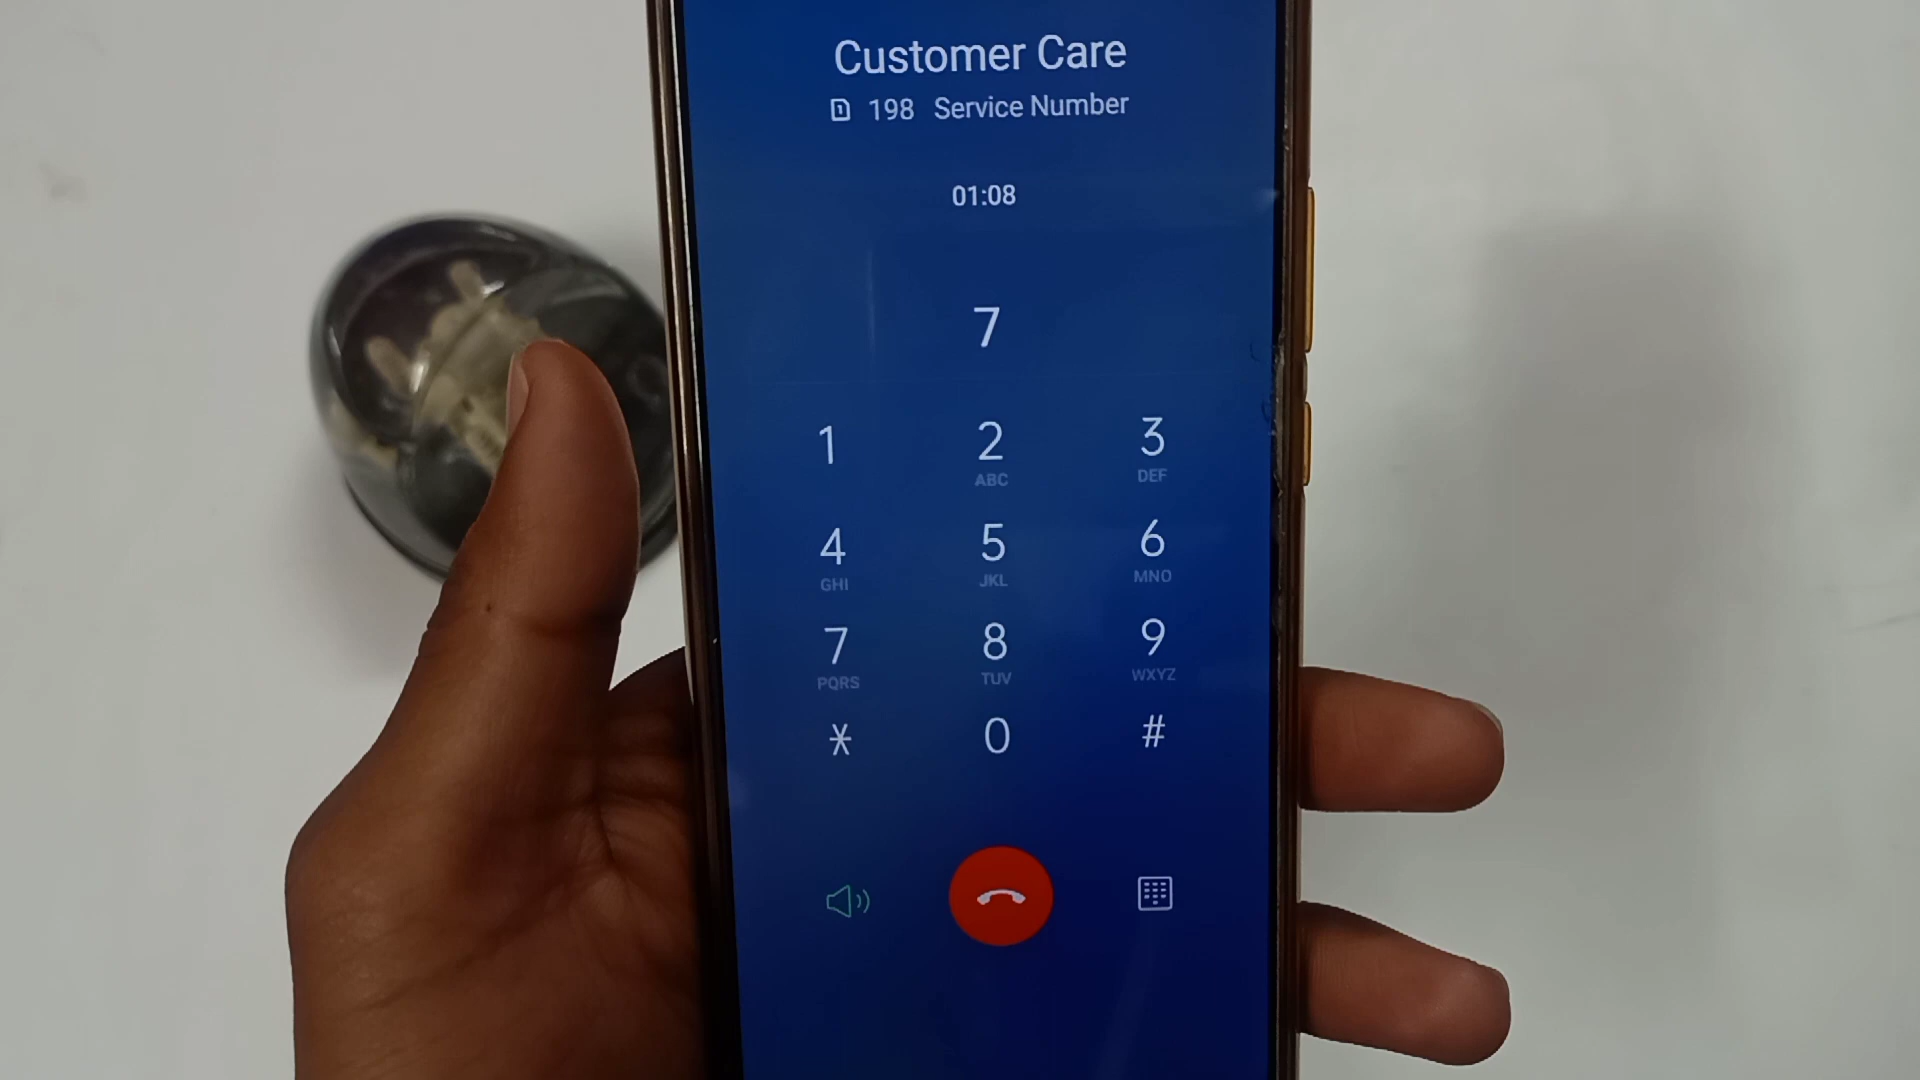 Customer Care
1 198 Service Number
01:08
7
1 2 3
ABC DEF
4 5 6
GHI JKL MNO
7 8 9
PQRS TUV WXYZ
* 0 #